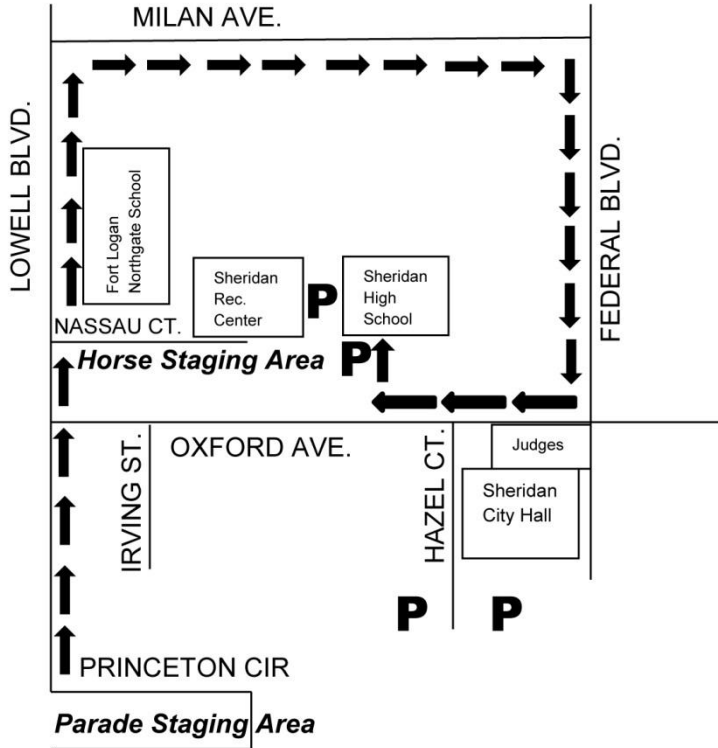 MILAN AVE.
LOWELL BLVD.
FEDERAL BLVD.
Fort Logan
Northgate School
Sheridan
Rec.
Center
P
Sheridan
High
School
NASSAU CT.
Horse Staging Area
P
OXFORD AVE.
IRVING ST.
HAZEL CT.
Judges
Sheridan
City Hall
P
P
PRINCETON CIR
Parade Staging Area